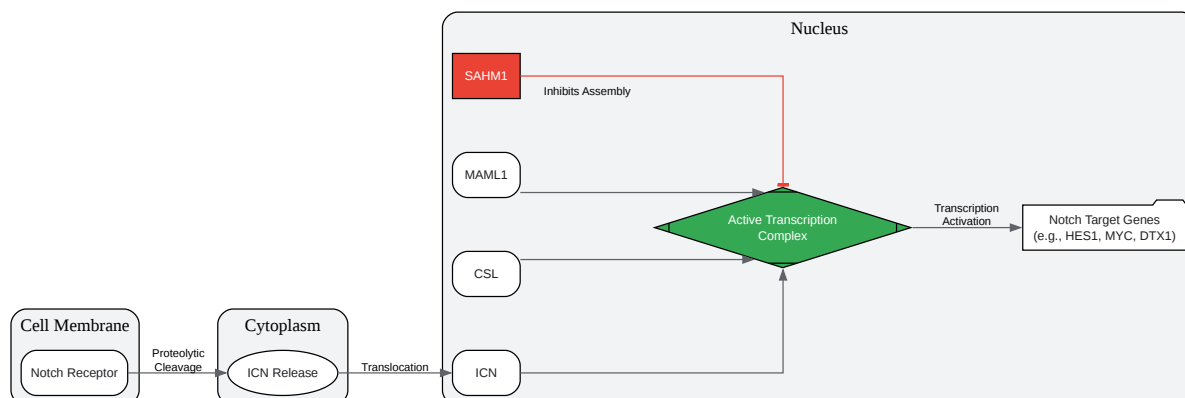 Nucleus
SAHM1
Inhibits Assembly
MAML1
Active Transcription
Complex
Transcription
Activation
Notch Target Genes
(e.g., HES1, MYC, DTX1)
CSL
Cell Membrane
Cytoplasm
Notch Receptor
Proteolytic
Cleavage
ICN Release
Translocation
ICN